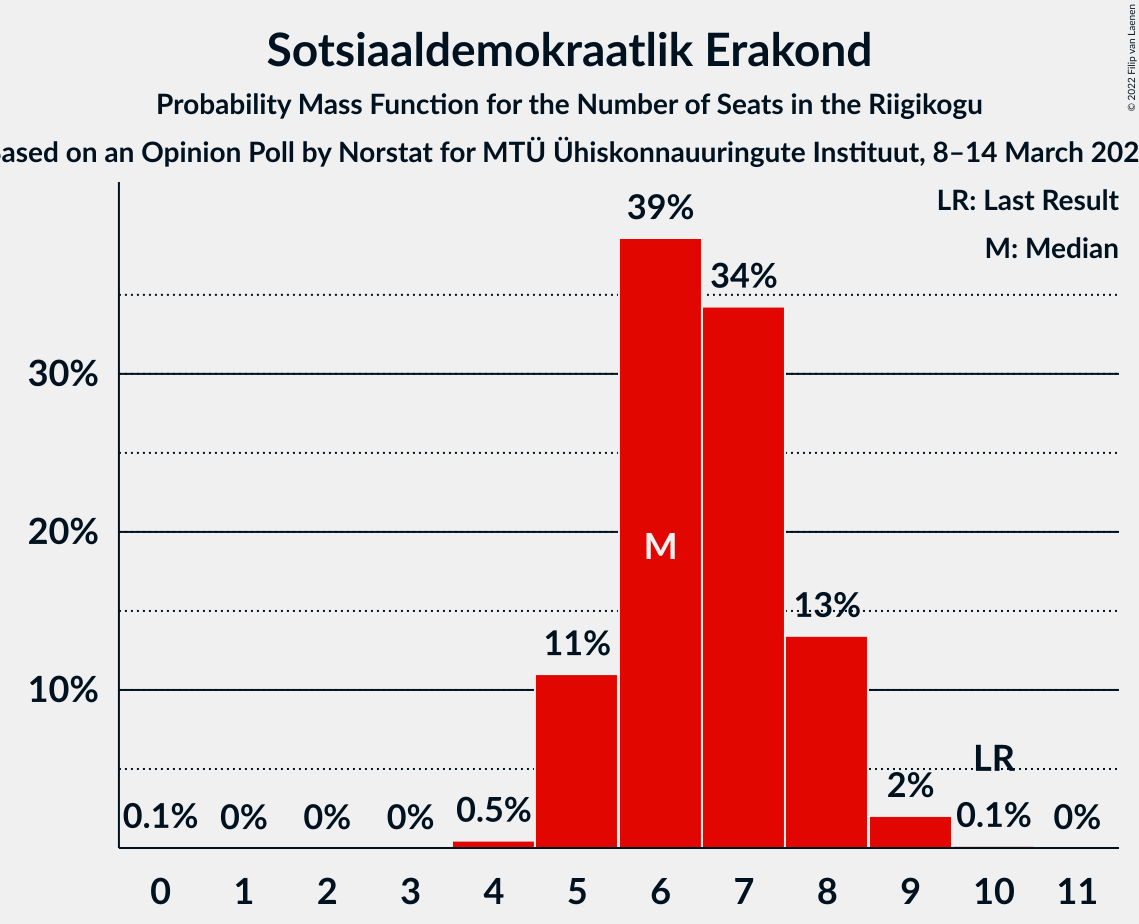 Sotsiaaldemokraatlik Erakond
Probability Mass Function for the Number of Seats in the Riigikogu
ased on an Opinion Poll by Norstat for MTÜ Ühiskonnauuringute Instituut, 8–14 March 202
© 2022 Filip van Laenen
LR: Last Result
M: Median
39%
34%
30%
20%
M
13%
11%
10%
LR
2%
0.1% 0% 0% 0% 0.5% 0.1% 0%
0 1 2 3 4 5 6 7 8 9 10 11